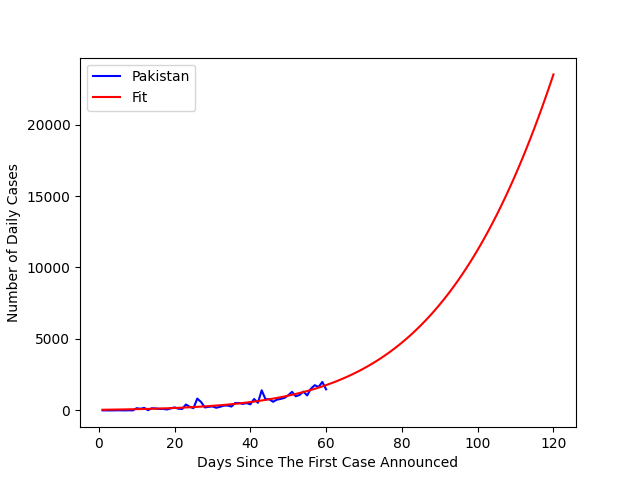 Pakistan
Fit
20000
15000
10000
5000
0
Number of Daily Cases
0 20 40 60 80 100 120
Days Since The First Case Announced